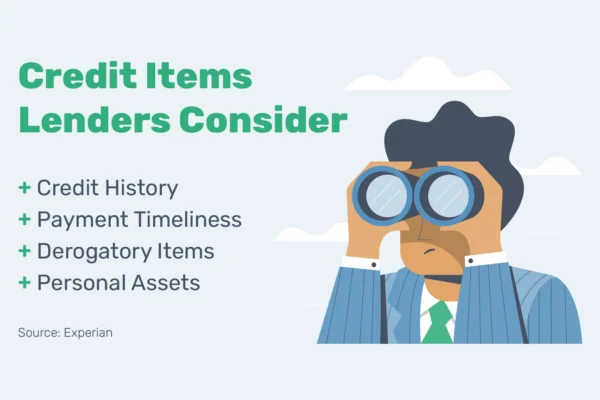 Credit Items
Lenders Consider
+ Credit History
+ Payment Timeliness
+ Derogatory Items
+ Personal Assets
Source: Experian